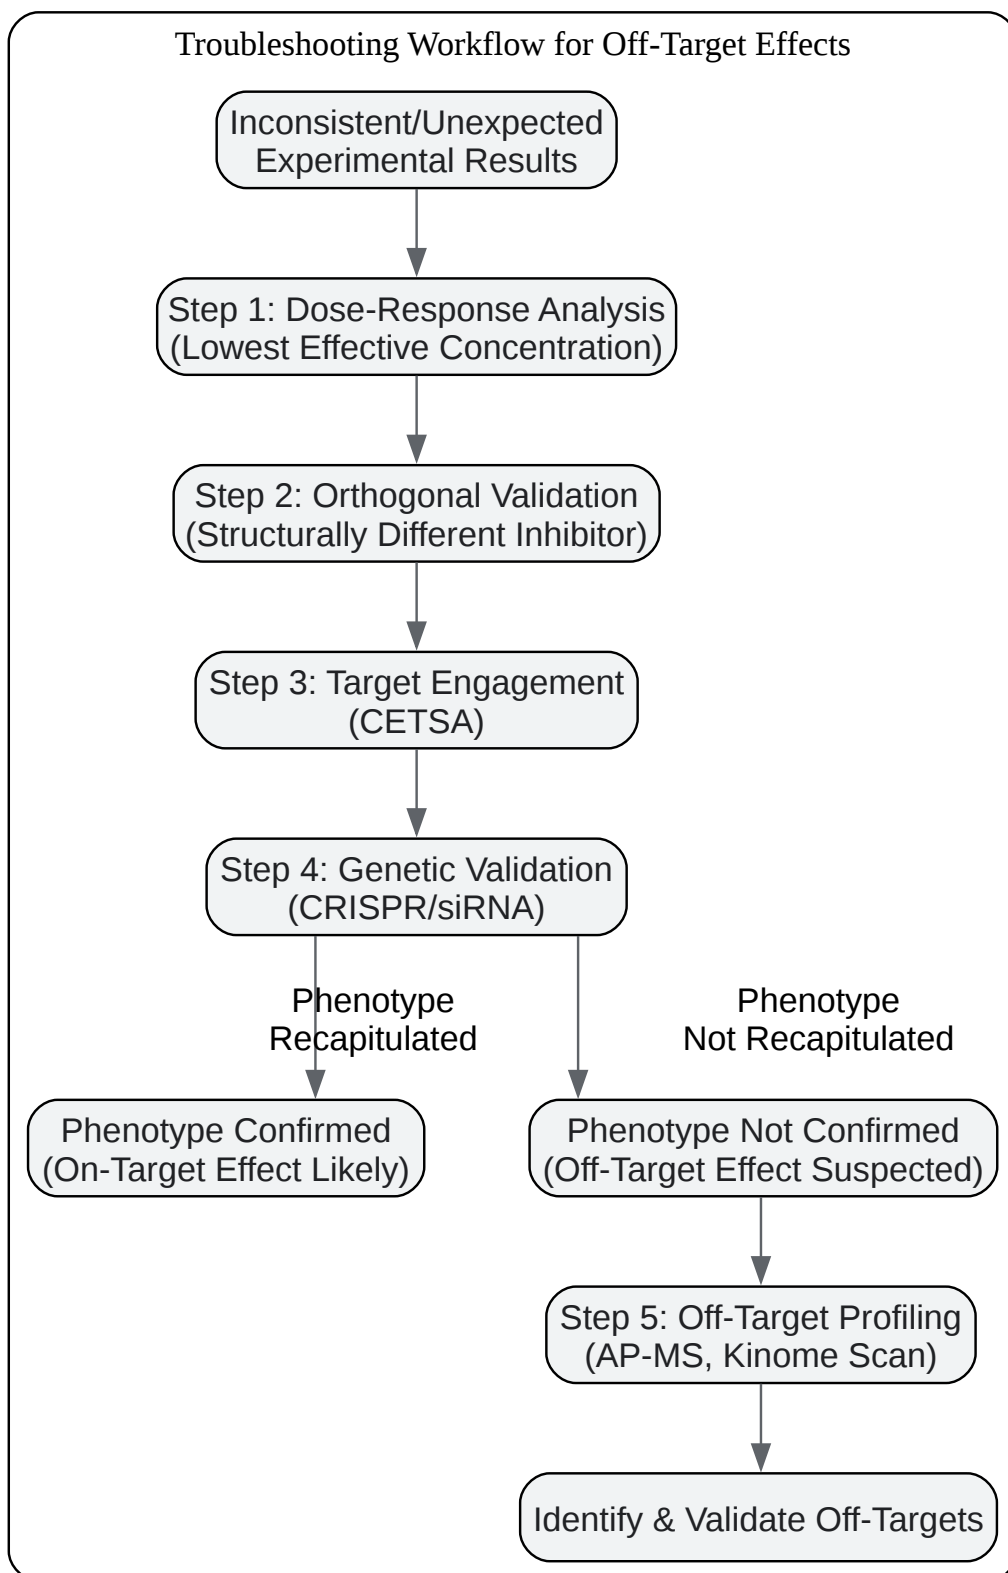 Troubleshooting Workflow for Off-Target Effects
Inconsistent/Unexpected
Experimental Results
Step 1: Dose-Response Analysis
(Lowest Effective Concentration)
Step 2: Orthogonal Validation
(Structurally Different Inhibitor)
Step 3: Target Engagement
(CETSA)
Step 4: Genetic Validation
(CRISPR/siRNA)
Phenotype
Recapitulated
Phenotype
Not Recapitulated
Phenotype Confirmed
(On-Target Effect Likely)
Phenotype Not Confirmed
(Off-Target Effect Suspected)
Step 5: Off-Target Profiling
(AP-MS, Kinome Scan)
Identify & Validate Off-Targets